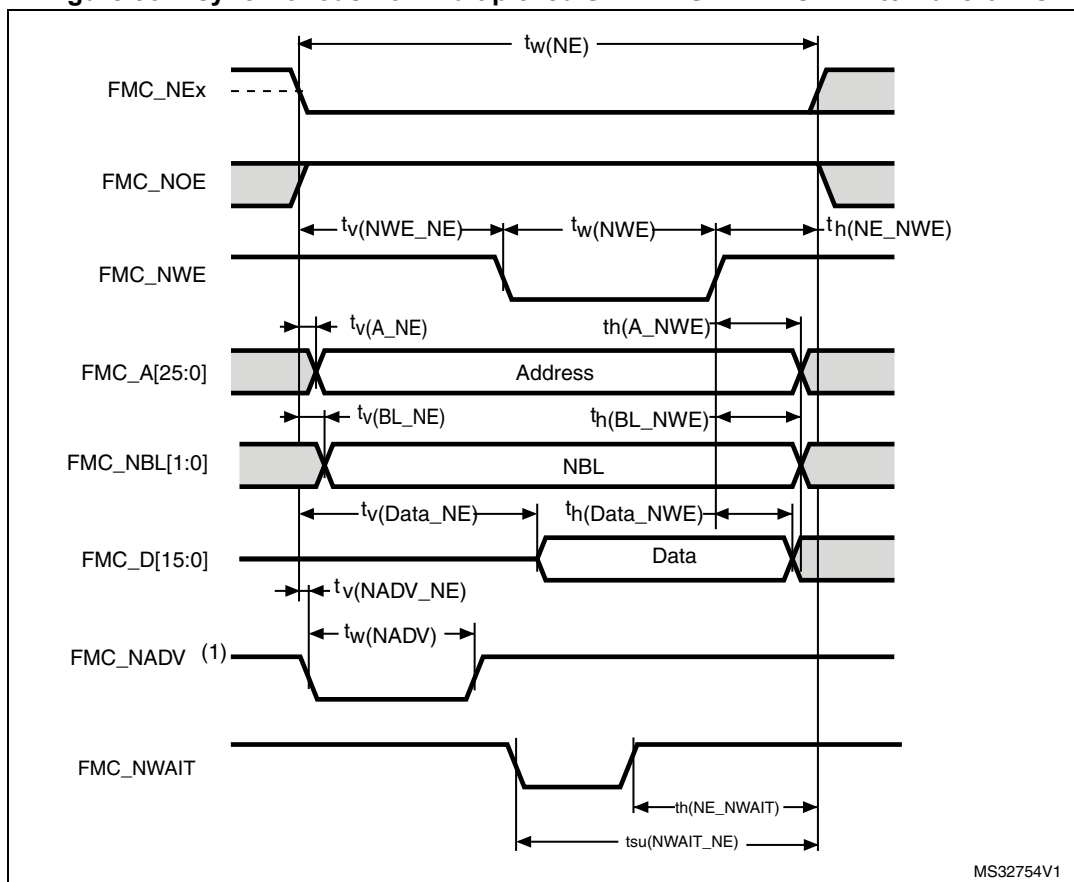 tw(NE)
FMC_NEx
FMC_NOE
tv(NWE_NE)
tw(NWE)
th(NE_NWE)
FMC_NWE
tv(A_NE)
th(A_NWE)
FMC_A[25:0]
Address
tv(BL_NE)
th(BL_NWE)
FMC_NBL[1:0]
NBL
tv(Data_NE)
th(Data_NWE)
FMC_D[15:0]
Data
tv(NADV_NE)
tw(NADV)
FMC_NADV (1)
FMC_NWAIT
th(NE_NWAIT)
tsu(NWAIT_NE)
MS32754V1